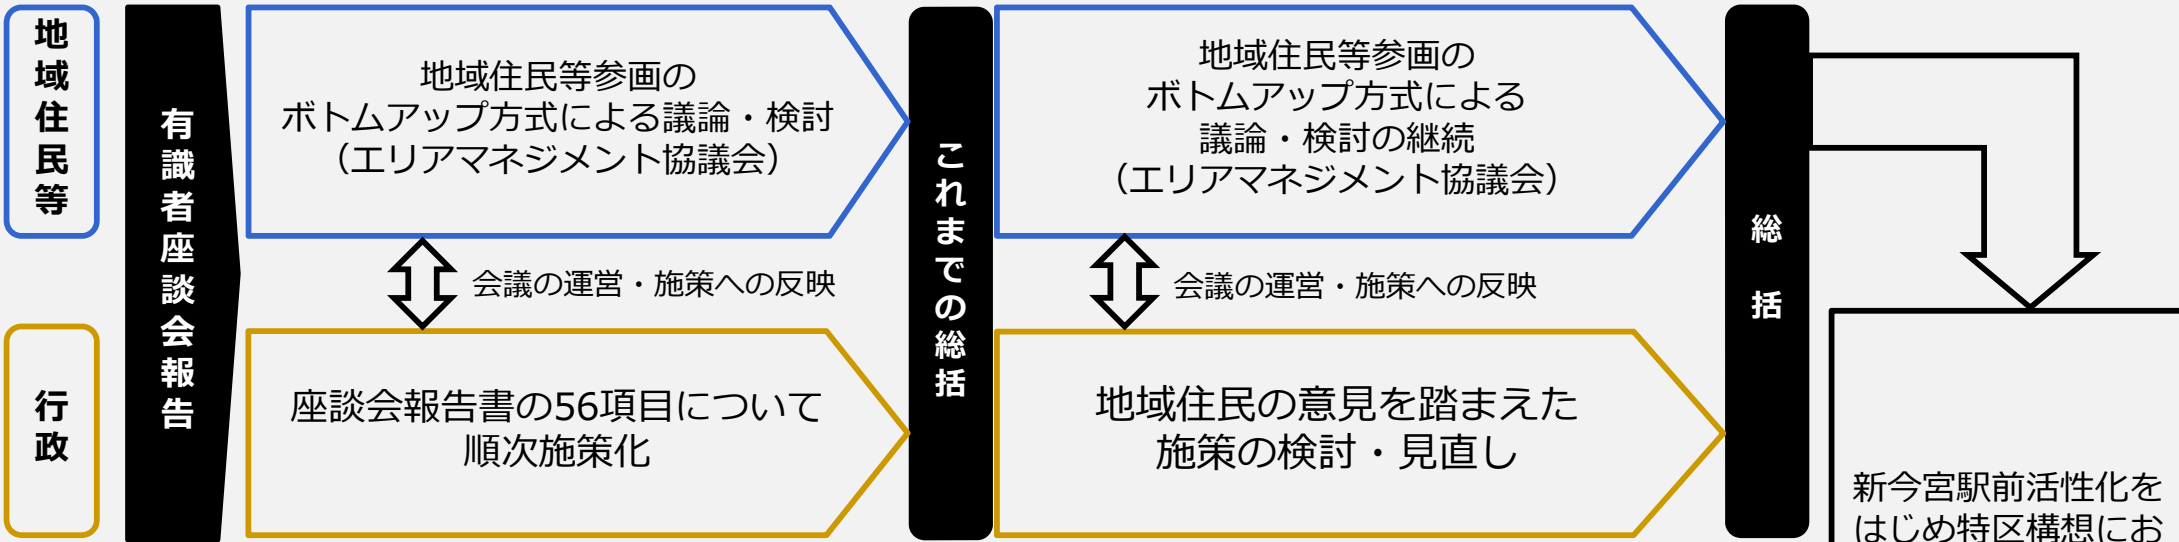 地域住民等
有識者座談会報告
地域住民等参画の
ボトムアップ方式による議論・検討
（エリアマネジメント協議会）
これまでの総括
地域住民等参画の
ボトムアップ方式による
議論・検討の継続
（エリアマネジメント協議会）
総括
会議の運営・施策への反映
会議の運営・施策への反映
行政
座談会報告書の56項目について
順次施策化
地域住民の意見を踏まえた
施策の検討・見直し
新今宮駅前活性化を
はじめ特区構想にお